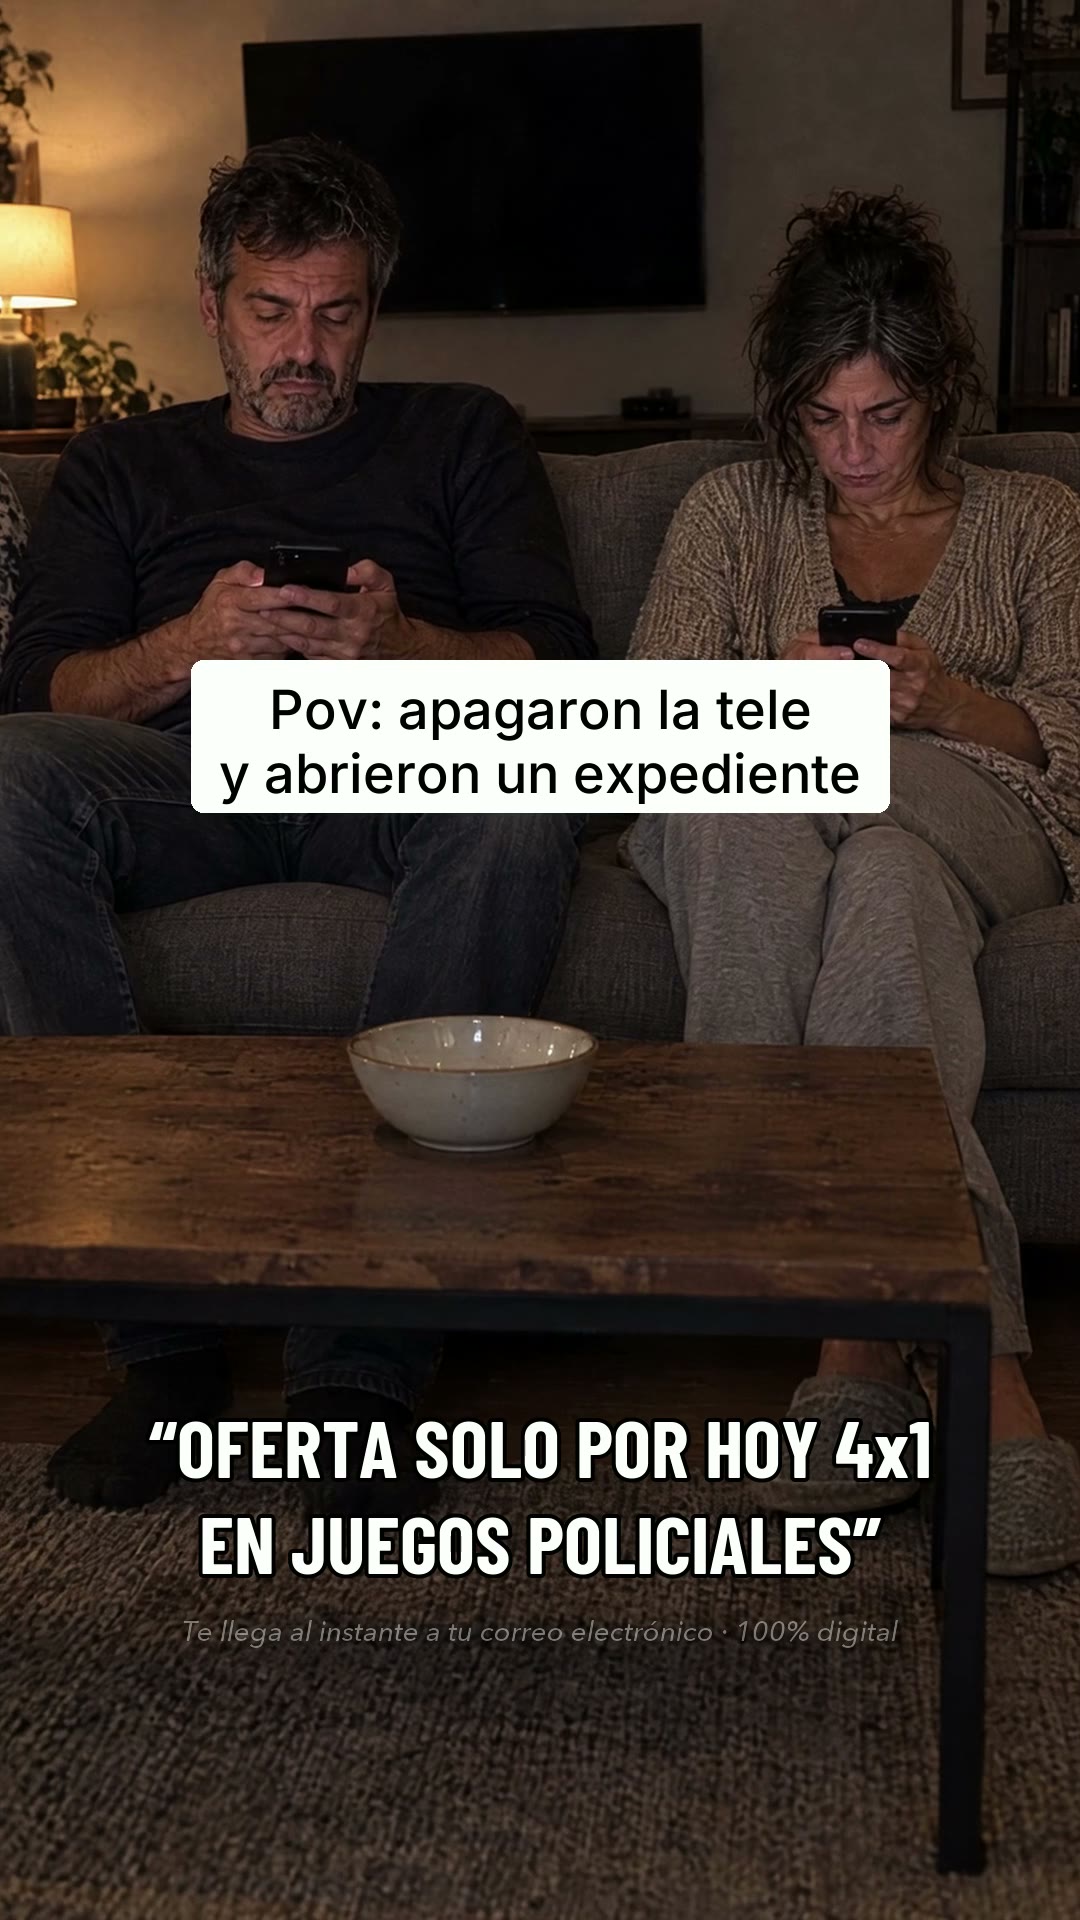 Pov: apagaron la tele
y abrieron un expediente
“OFERTA SOLO POR HOY 4x1
EN JUEGOS POLICIALES”
Te llega al instante a tu correo electrónico · 100% digital